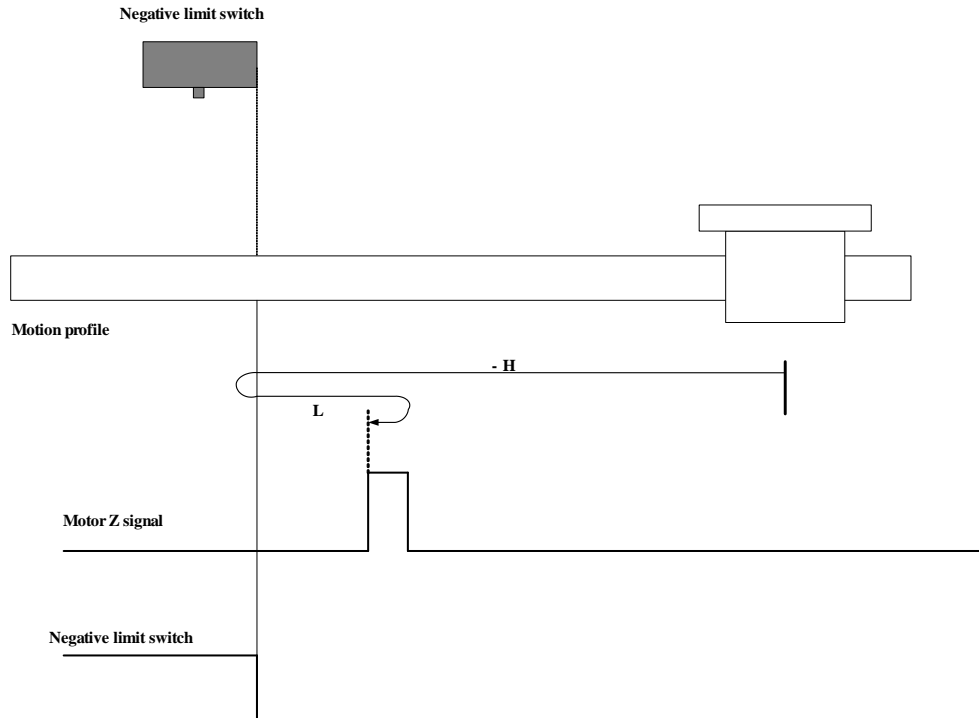 Negative limit switch
Motion profile
- H
L
Motor Z signal
Negative limit switch